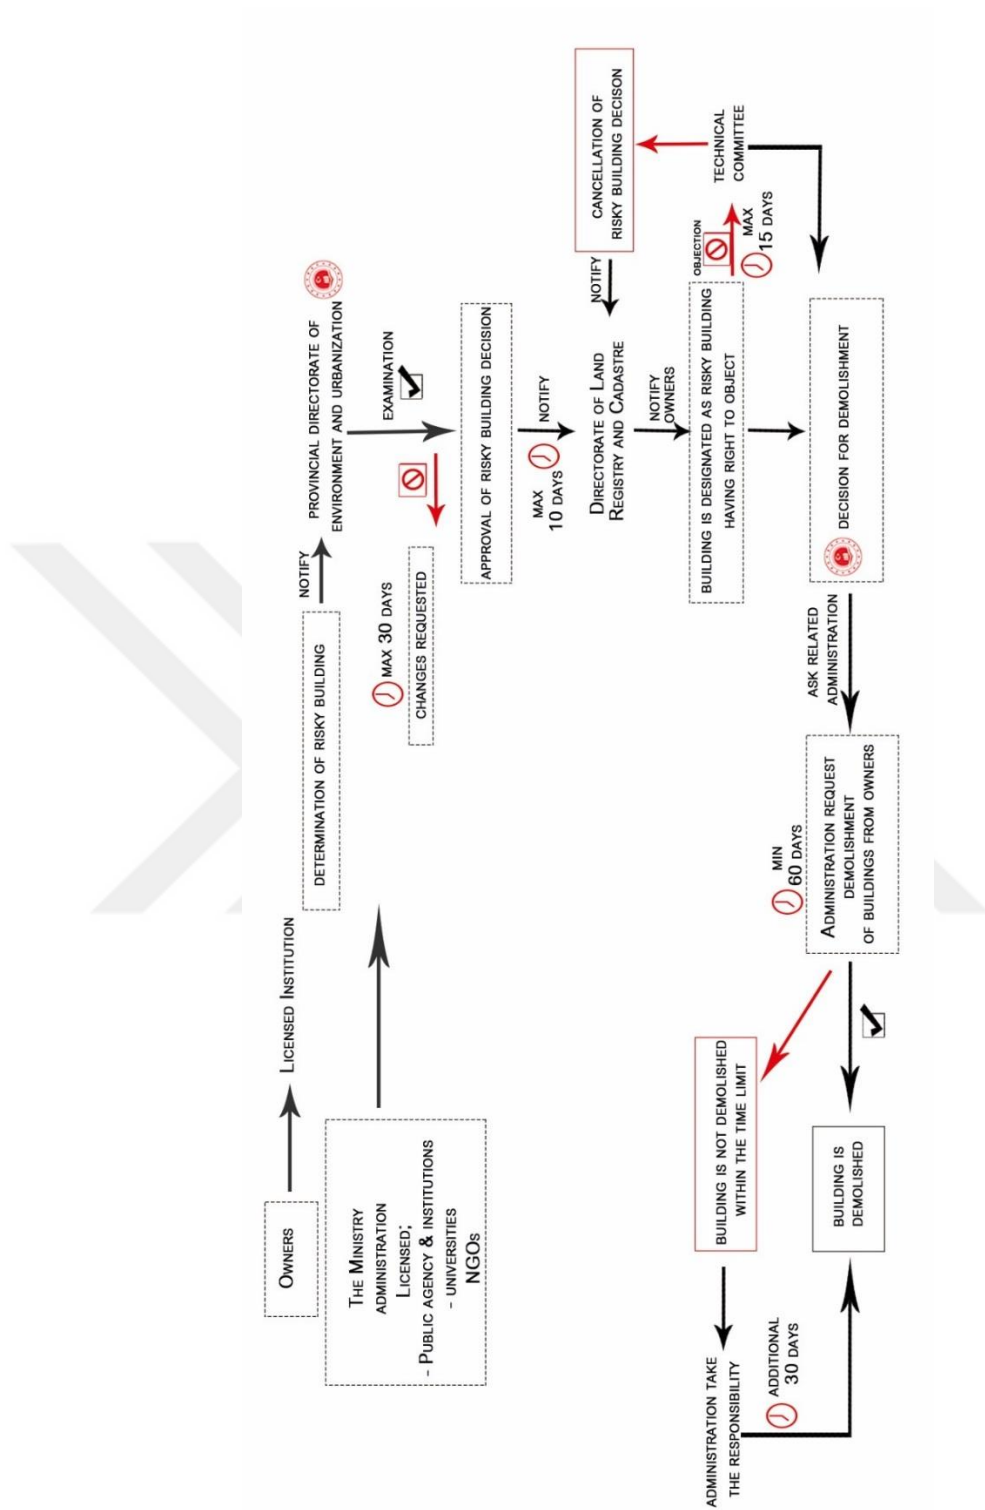 OWNERS
LICENSED INSTITUTION
THE MINISTRY
ADMINISTRATION
LICENSED;
- PUBLIC AGENCY & INSTITUTIONS
- UNIVERSITIES
NGOS
DETERMINATION OF RISKY BUILDING
NOTIFY
PROVINCIAL DIRECTORATE OF
ENVIRONMENT AND URBANIZATION
EXAMINATION
MAX 30 DAYS
CHANGES REQUESTED
APPROVAL OF RISKY BUILDING DECISION
MAX
10 DAYS
NOTIFY
DIRECTORATE OF LAND
REGISTRY AND CADASTRE
NOTIFY
CANCELLATION OF
RISKY BUILDING DECISON
NOTIFY
OWNERS
BUILDING IS DESIGNATED AS RISKY BUILDING
HAVING RIGHT TO OBJECT
OBJECTION
MAX
15 DAYS
TECHNICAL
COMMITTEE
DECISION FOR DEMOLISHMENT
ASK RELATED
ADMINISTRATION
MIN
60 DAYS
ADMINISTRATION REQUEST
DEMOLISHMENT
OF BUILDINGS FROM OWNERS
BUILDING IS NOT DEMOLISHED
WITHIN THE TIME LIMIT
BUILDING IS
DEMOLISHED
ADMINISTRATION TAKE
THE RESPONSIBILITY
ADDITIONAL
30 DAYS